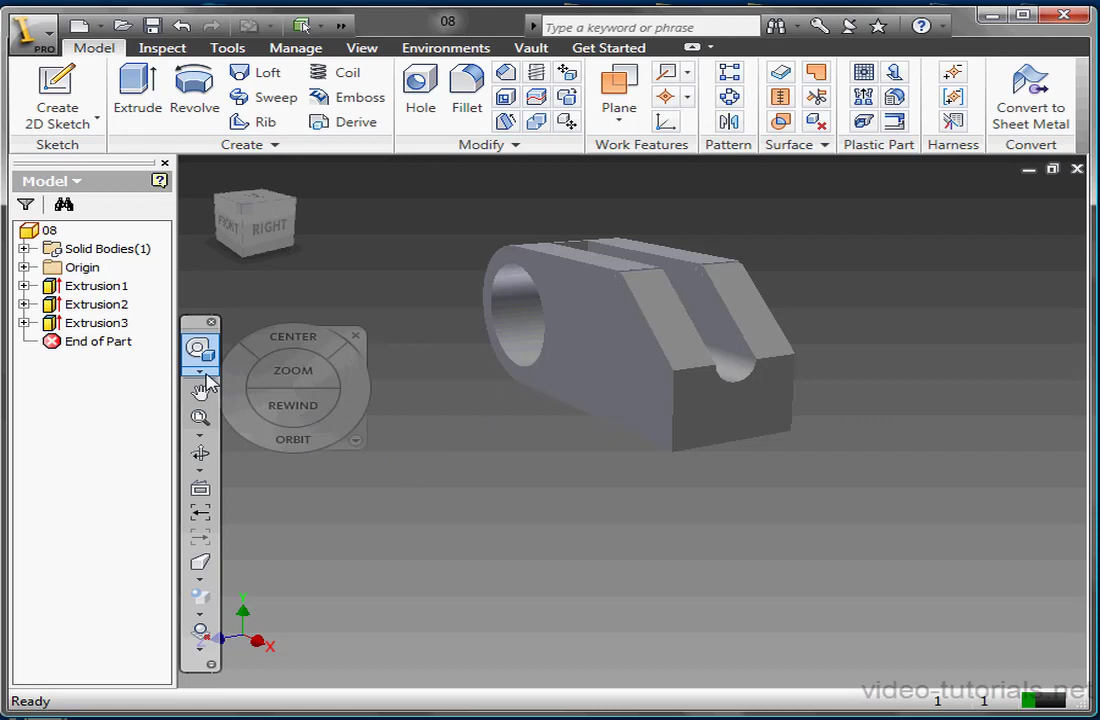 08
Type a keyword or phrase
PRO
Model Inspect Tools Manage View Environments Vault Get Started
Create
2D Sketch
Extrude
Revolve
Loft
Sweep
Rib
Coil
Emboss
Derive
Hole
Fillet
Plane
Convert to
Sheet Metal
Sketch Create Modify Work Features Pattern Surface Plastic Part Harness Convert
Model
08
Solid Bodies(1)
Origin
Extrusion1
Extrusion2
Extrusion3
End of Part
FRONT RIGHT
CENTER
ZOOM
REWIND
ORBIT
Y
Z
X
video-tutorials.net
Ready
1 1